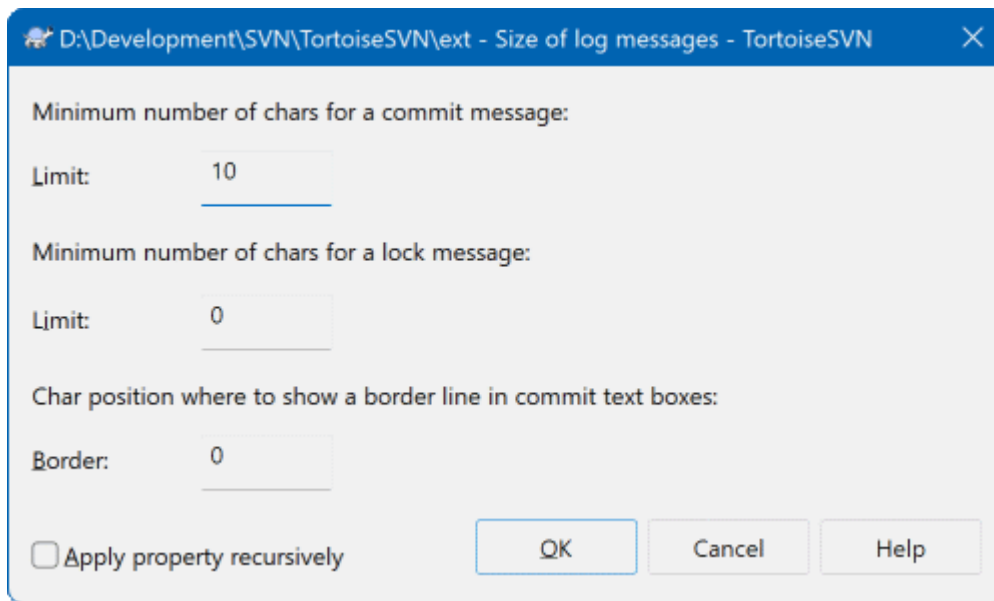 D:\Development\SVN\TortoiseSVN\ext - Size of log messages - TortoiseSVN
Minimum number of chars for a commit message:
Limit: 10
Minimum number of chars for a lock message:
Limit: 0
Char position where to show a border line in commit text boxes:
Border: 0
Apply property recursively OK Cancel Help